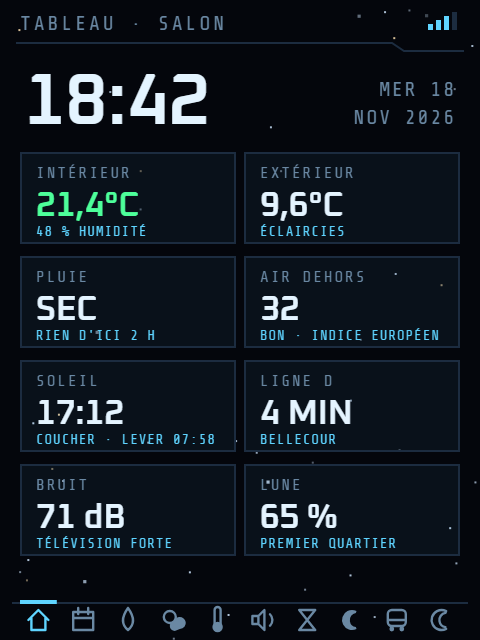 TABLEAU · SALON
18:42
MER 18
NOV 2026
INTÉRIEUR
21,4°C
48 % HUMIDITÉ
EXTÉRIEUR
9,6°C
ÉCLAIRCIES
PLUIE
SEC
RIEN D'ICI 2 H
AIR DEHORS
32
BON · INDICE EUROPÉEN
SOLEIL
17:12
COUCHER · LEVER 07:58
LIGNE D
4 MIN
BELLECOUR
BRUIT
71 dB
TÉLÉVISION FORTE
LUNE
65 %
PREMIER QUARTIER